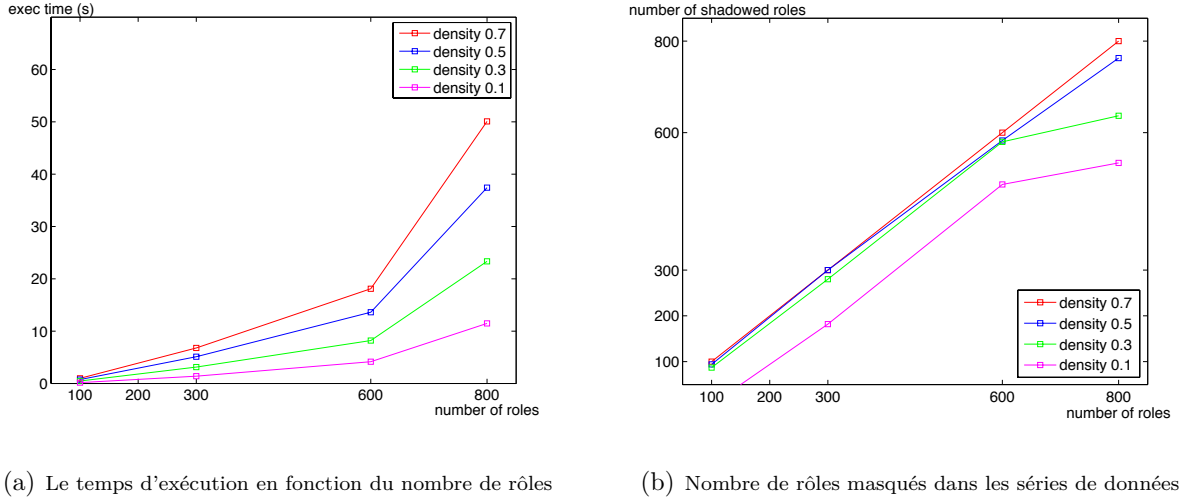 exec time (s)
60
50
40
30
20
10
0
100 200 300 600 800
number of roles
density 0.7
density 0.5
density 0.3
density 0.1
(a) Le temps d'exécution en fonction du nombre de rôles
number of shadowed roles
800
600
300
200
100
100 200 300 600 800
number of roles
density 0.7
density 0.5
density 0.3
density 0.1
(b) Nombre de rôles masqués dans les séries de données